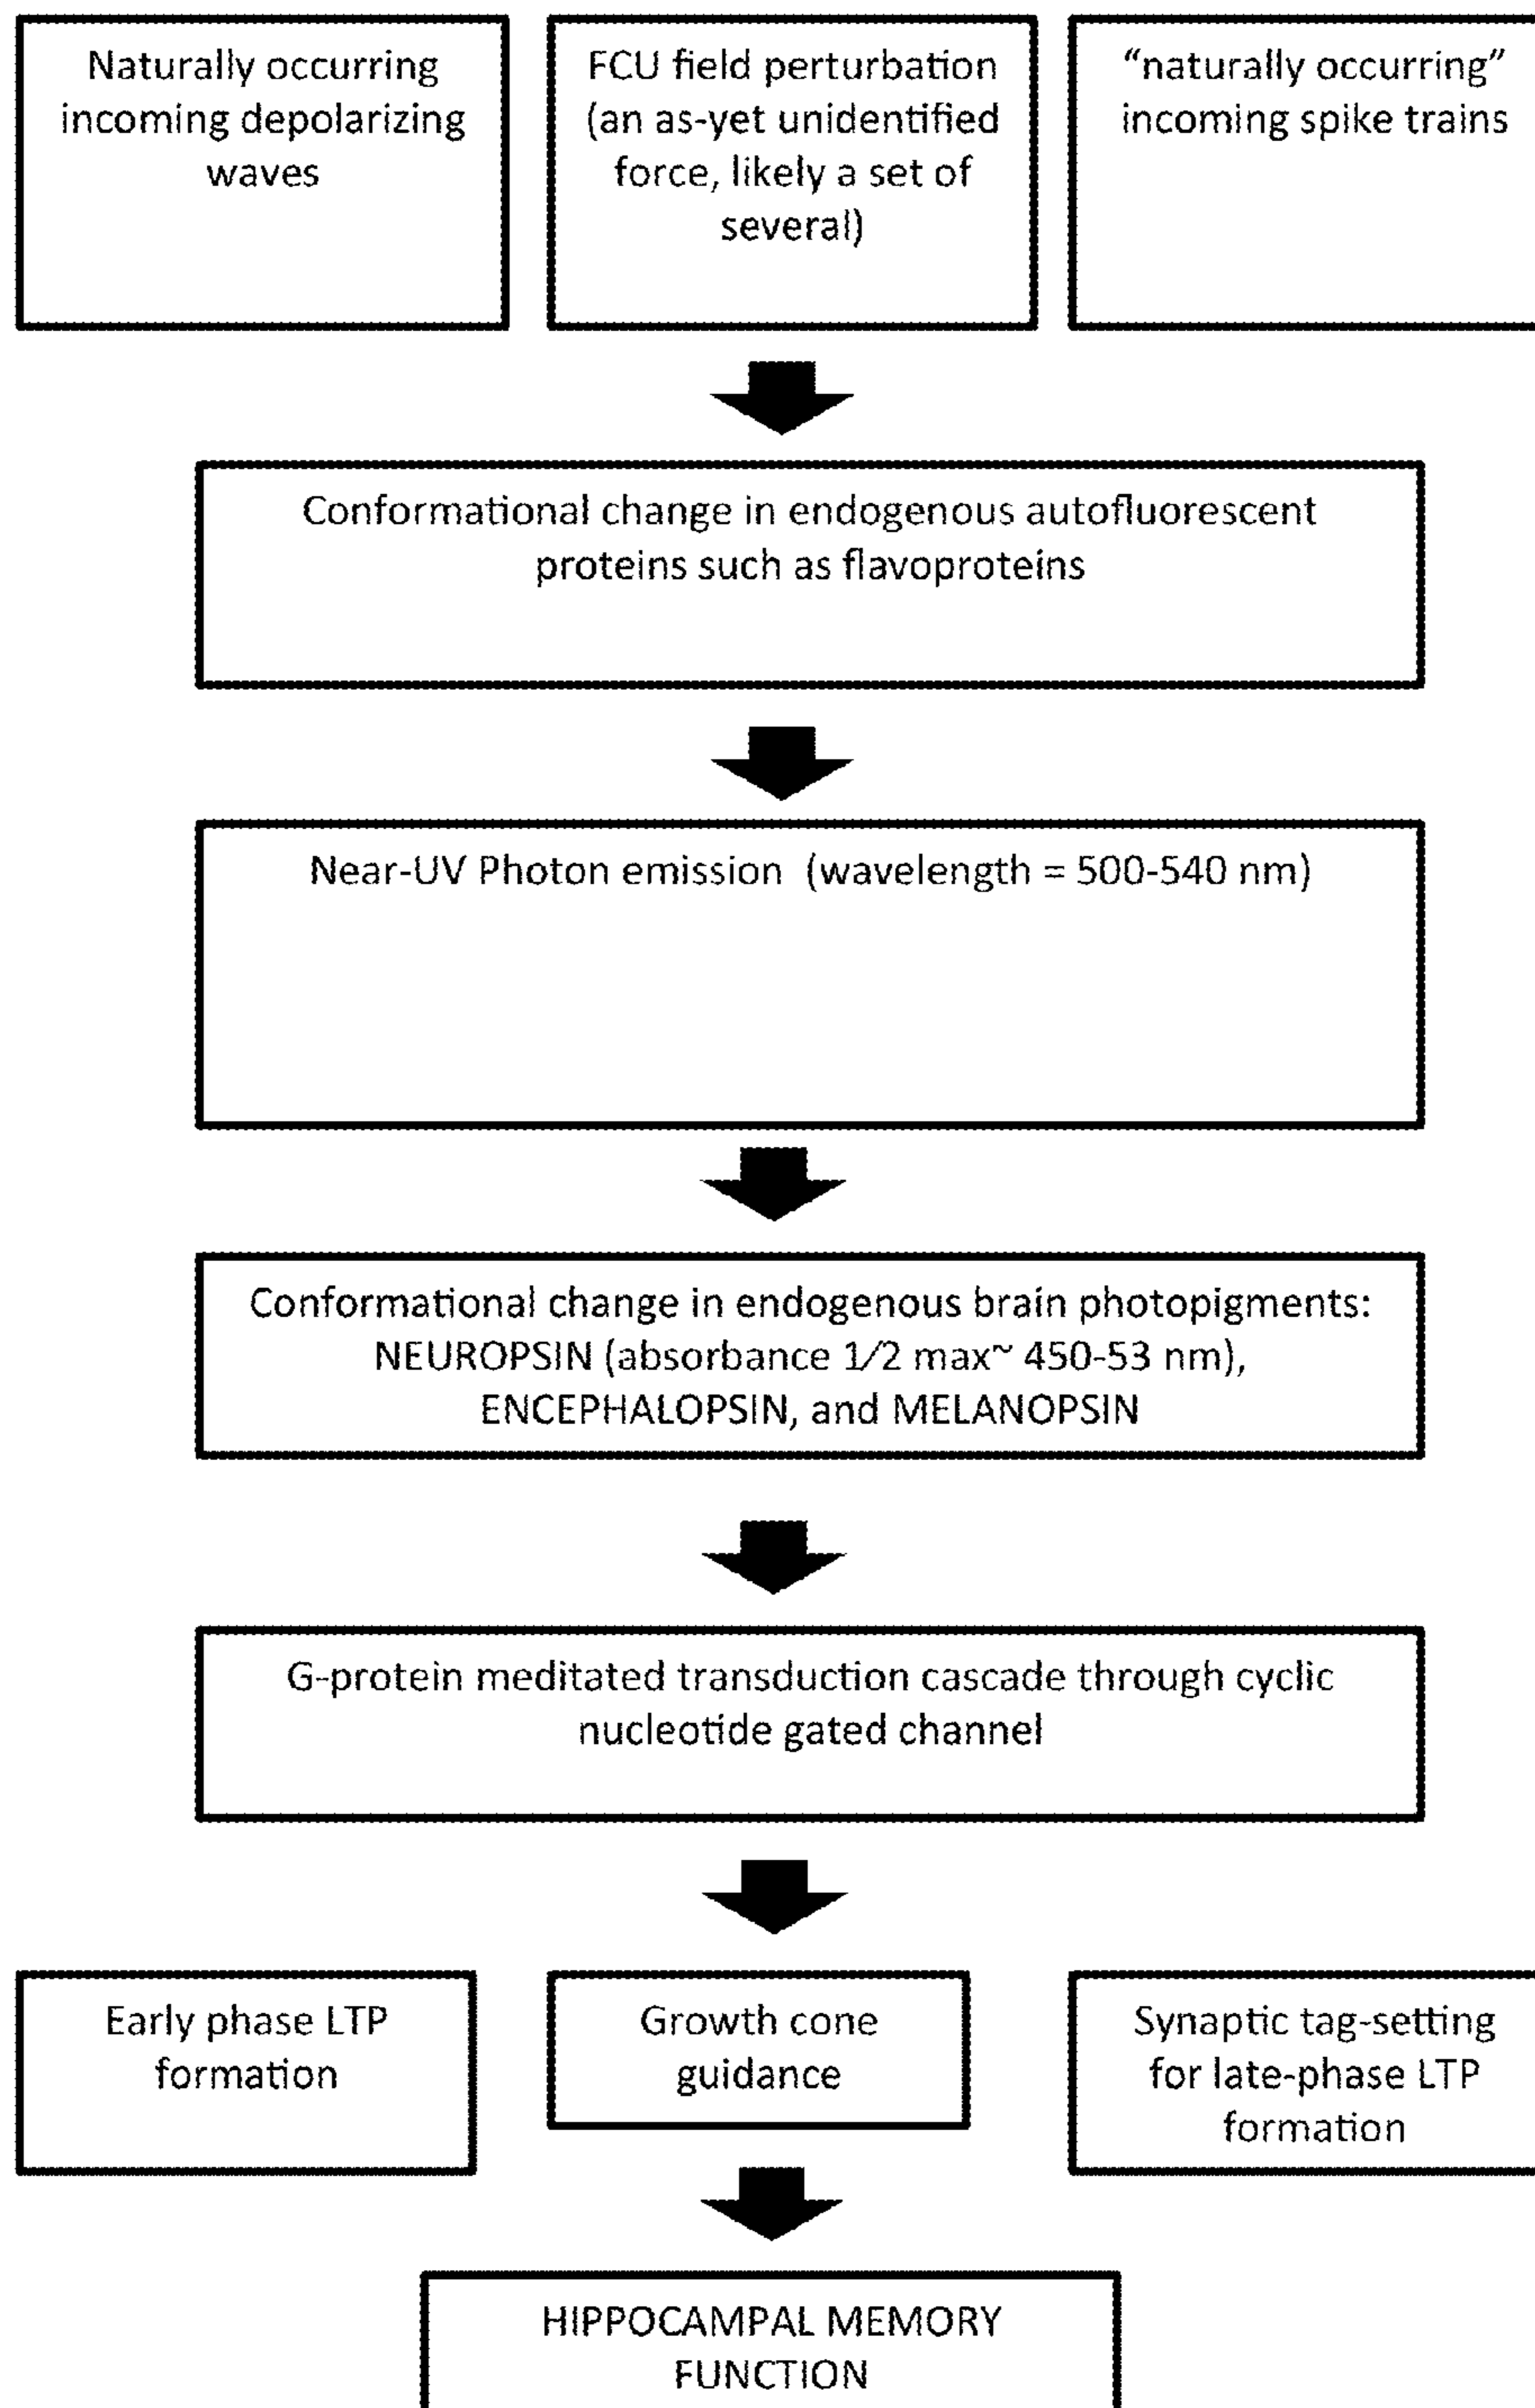 Naturally occurring
incoming depolarizing
waves
FCU field perturbation
(an as-yet unidentified
force, likely a set of
several)
“naturally occurring”
incoming spike trains
Conformational change in endogenous autofluorescent
proteins such as flavoproteins
Near-UV Photon emission  (wavelength = 500-540 nm)
Conformational change in endogenous brain photopigments:
NEUROPSIN (absorbance 1/2 max~ 450-53 nm),
ENCEPHALOPSIN, and MELANOPSIN
G-protein meditated transduction cascade through cyclic
nucleotide gated channel
Early phase LTP
formation
Growth cone
guidance
Synaptic tag-setting
for late-phase LTP
formation
HIPPOCAMPAL MEMORY
FUNCTION